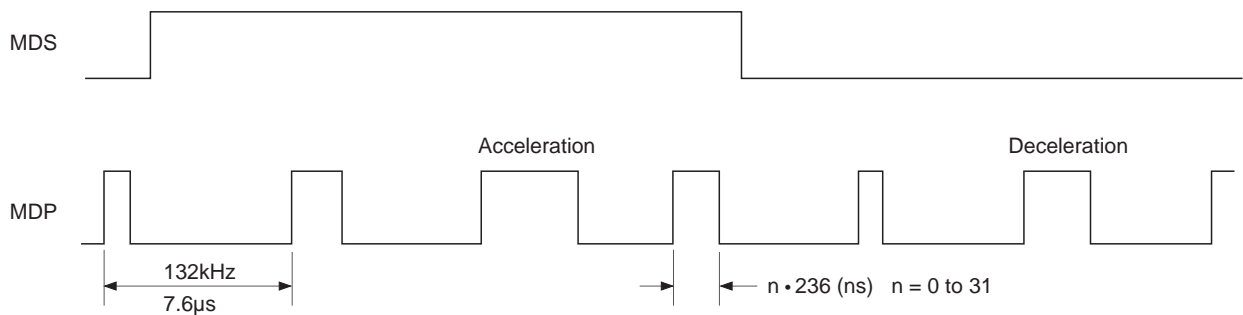 MDS
Acceleration
Deceleration
MDP
132kHz
7.6µs
n • 236 (ns) n = 0 to 31